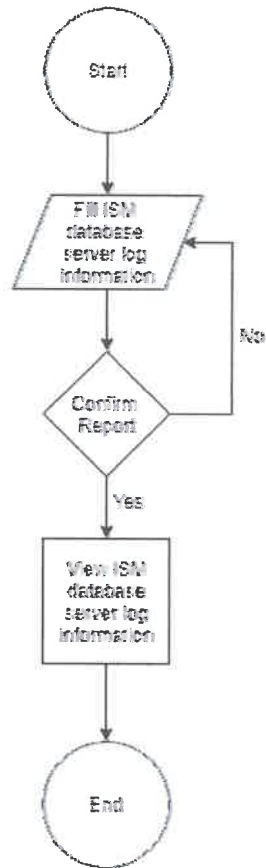 Start
Fill ISM
database
server log
information
No
Confirm
Report
Yes
View ISM
database
server log
information
End